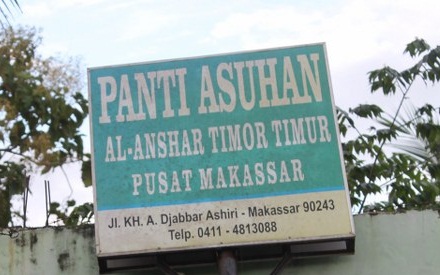 PANTI ASUHAN
AL-ANSHAR TIMOR TIMUR
PUSAT MAKASSAR
Jl. KH. A. Djabbar Ashiri - Makassar 90243
Telp. 0411 - 4813088